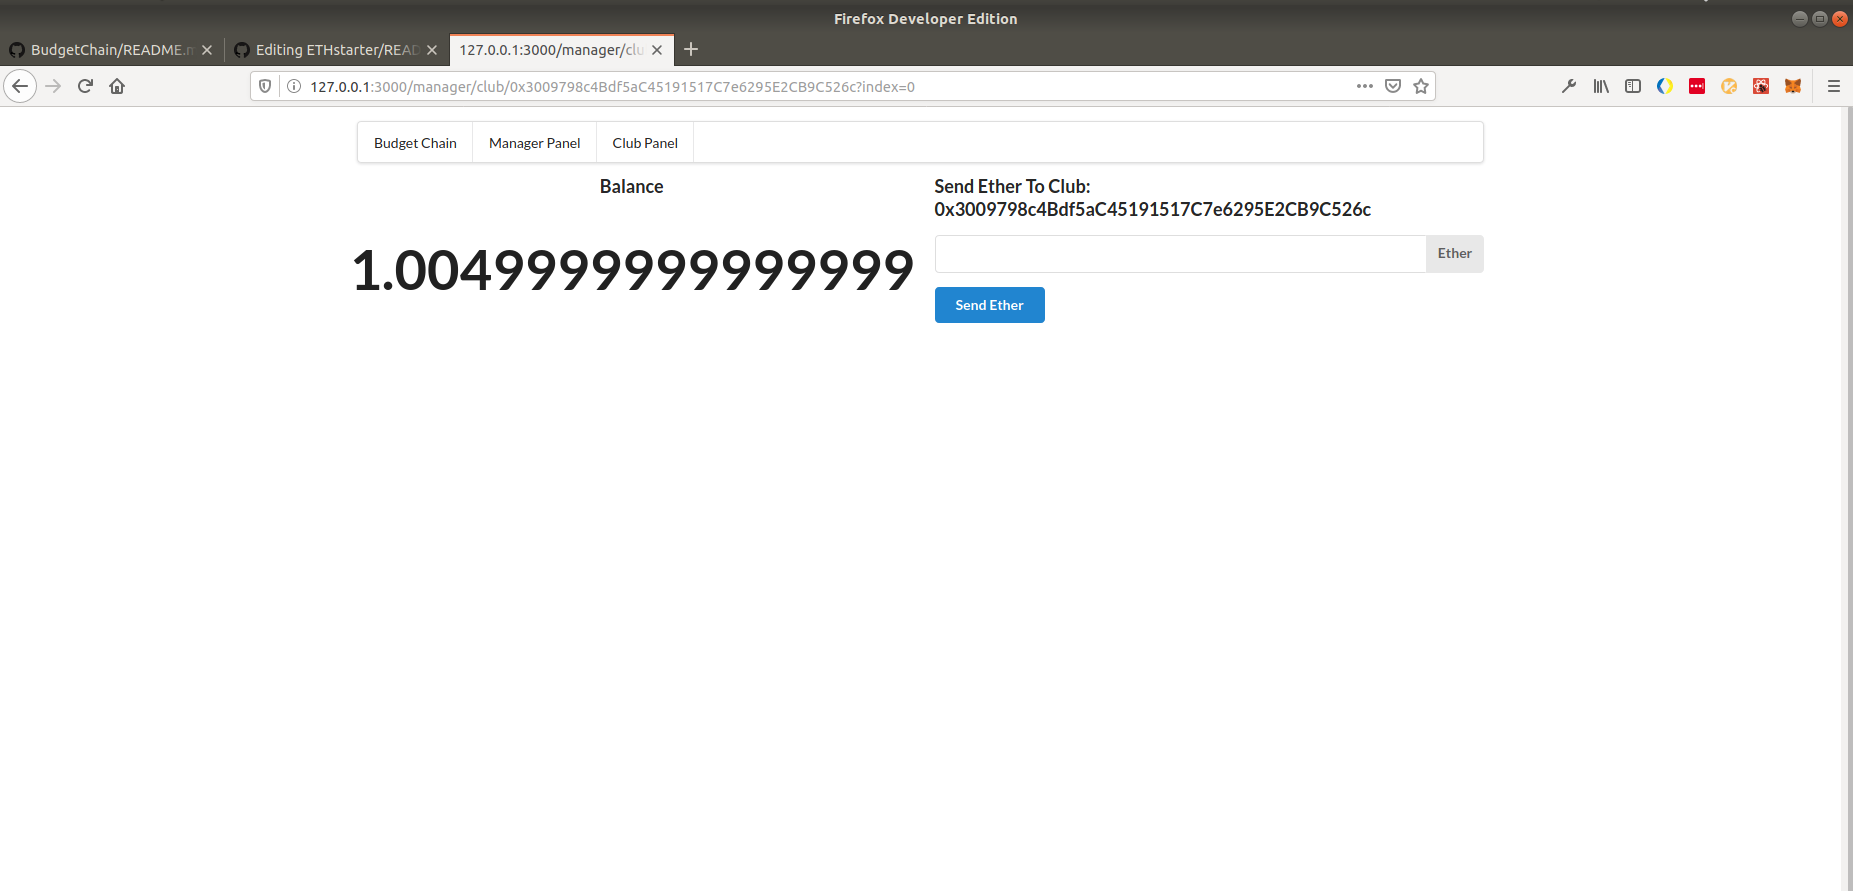 Firefox Developer Edition
BudgetChain/README.m
Editing ETHstarter/READ
127.0.0.1:3000/manager/clu
127.0.0.1:3000/manager/club/0x3009798c4Bdf5aC45191517C7e6295E2CB9C526c?index=0
Budget Chain
Manager Panel
Club Panel
Balance
1.0049999999999999
Send Ether To Club:
0x3009798c4Bdf5aC45191517C7e6295E2CB9C526c
Ether
Send Ether